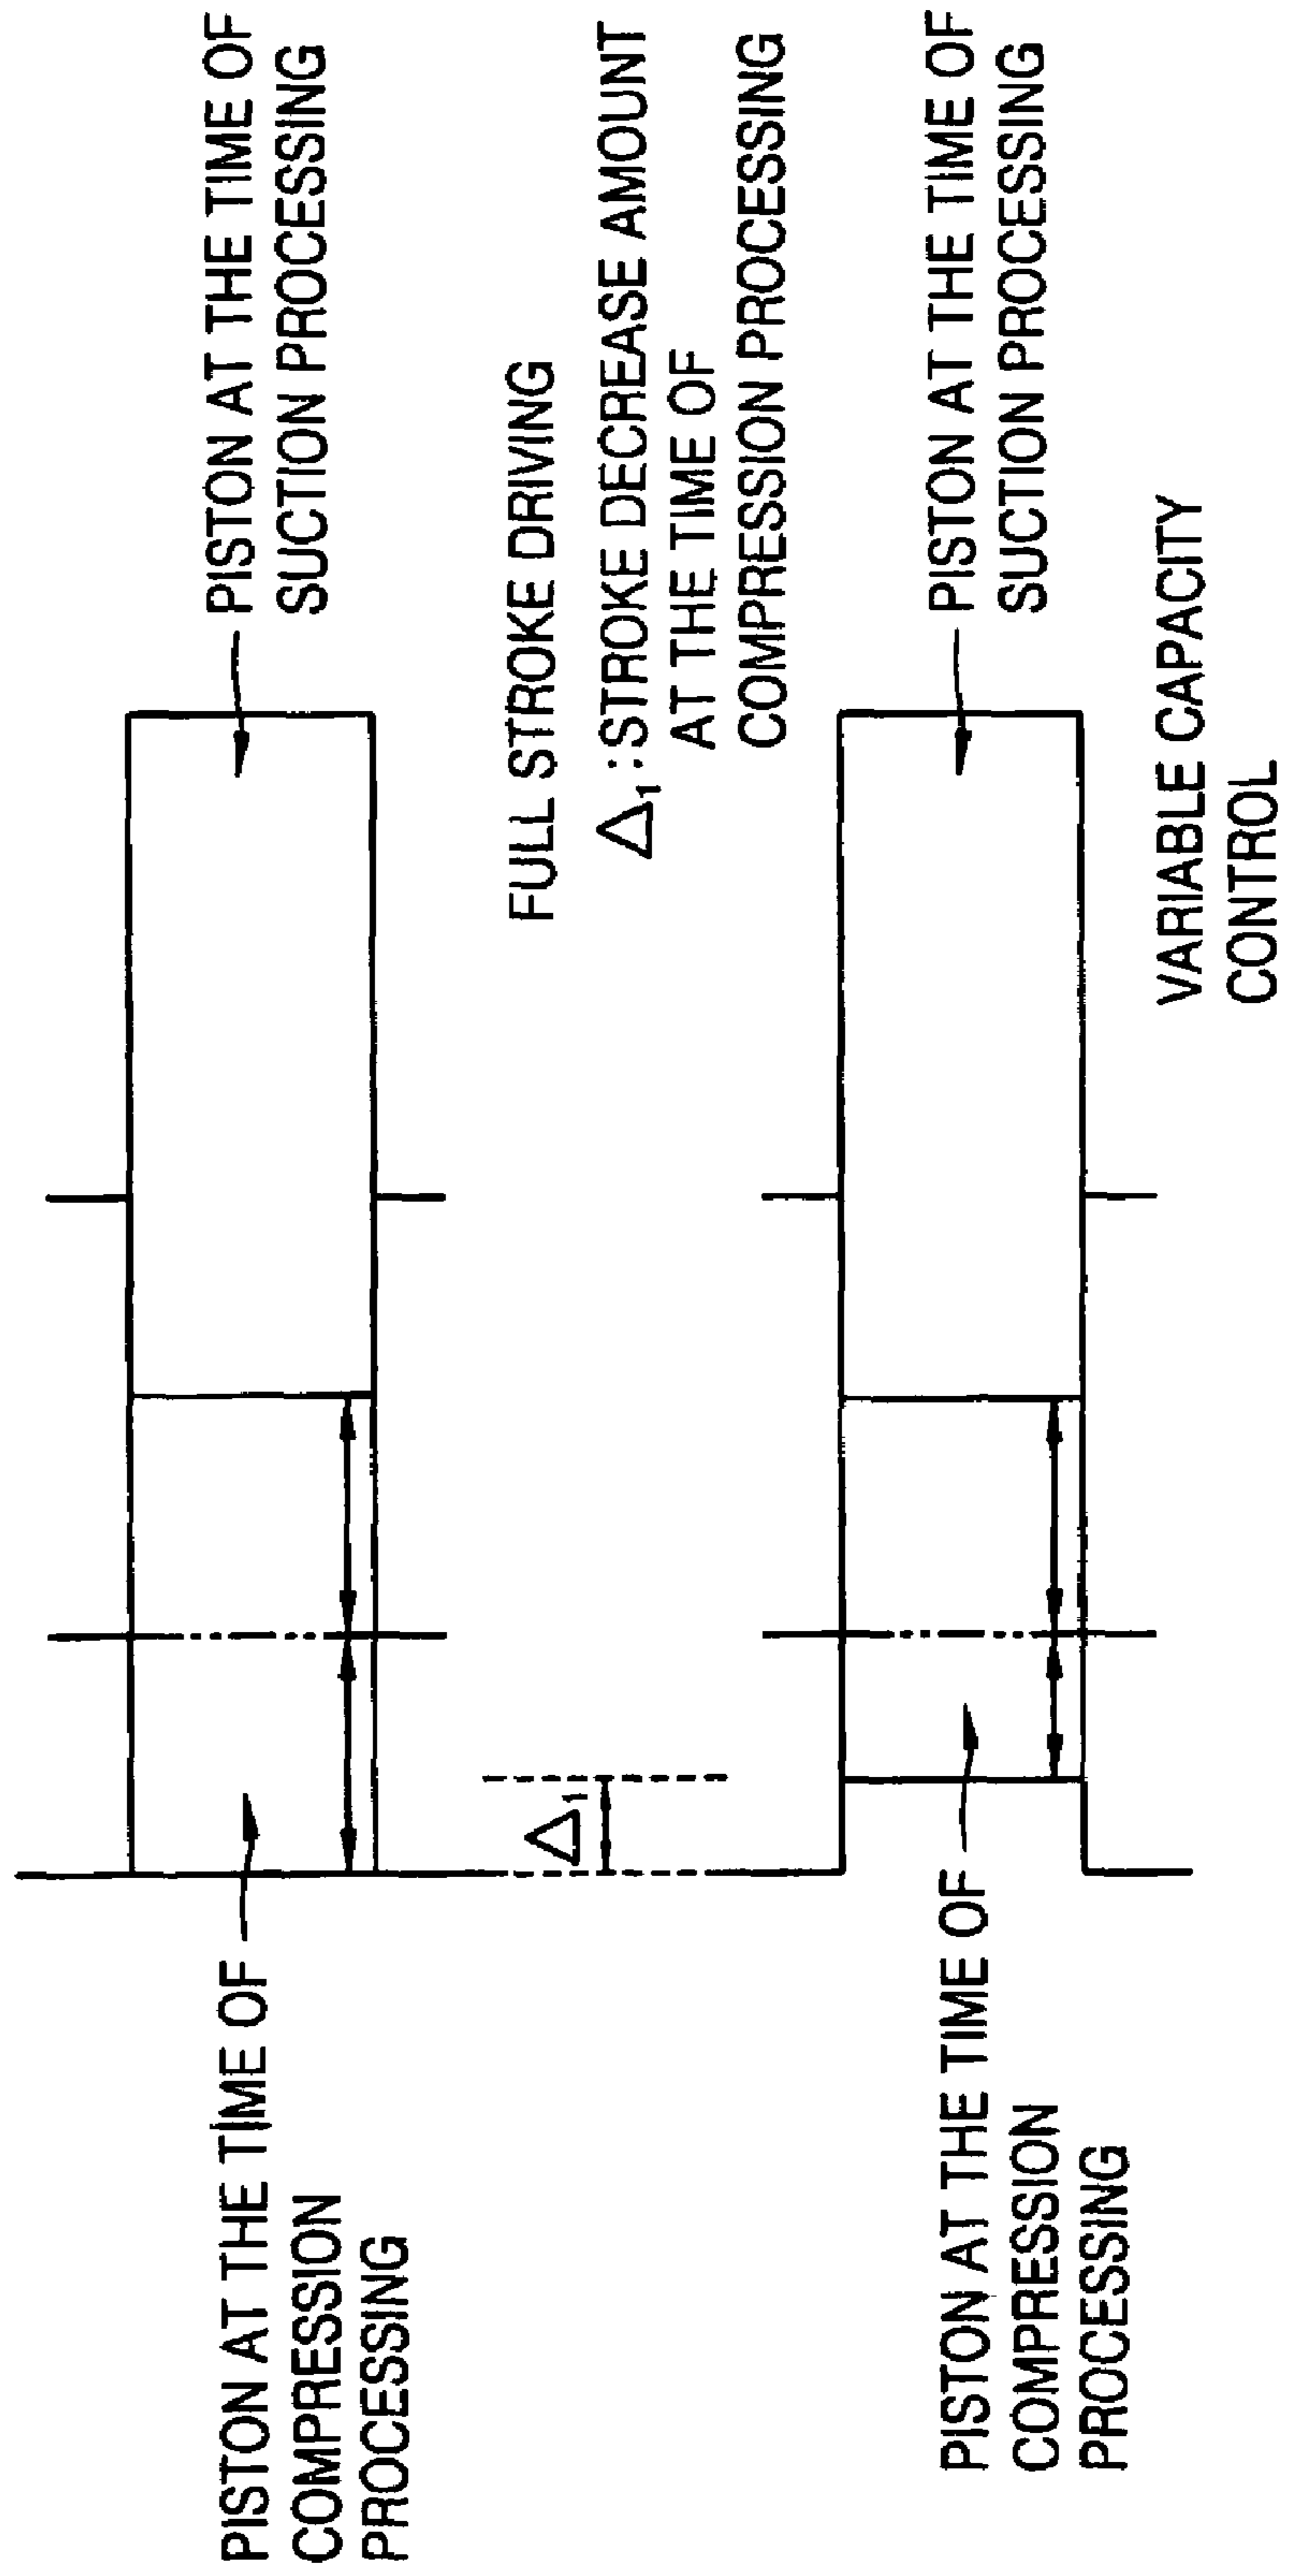 PISTON AT THE TIME OF
COMPRESSION
PROCESSING
PISTON AT THE TIME OF
SUCTION PROCESSING
FULL STROKE DRIVING
Δ1
Δ1 ::STROKE DECREASE AMOUNT
AT THE TIME OF
COMPRESSION PROCESSING
PISTON AT THE TIME OF
COMPRESSION
PROCESSING
PISTON AT THE TIME OF
SUCTION PROCESSING
VARIABLE CAPACITY
CONTROL